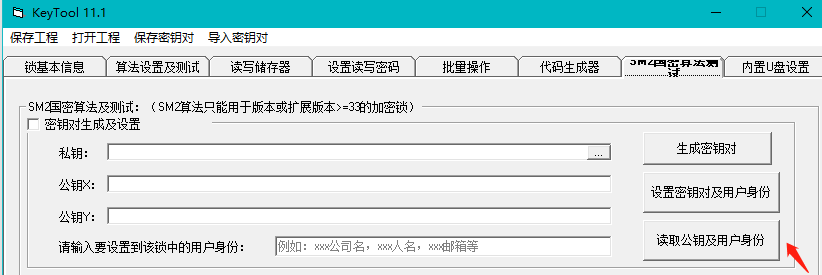 KeyTool 11.1
保存工程 打开工程 保存密钥对 导入密钥对
锁基本信息 算法设置及测试 读写储存器 设置读写密码 批量操作 代码生成器 SM2国密算法测试 内置U盘设置
SM2国密算法及测试:（SM2算法只能用于版本或扩展版本>=33的加密锁）
密钥对生成及设置
私钥: ... 生成密钥对
公钥X: 设置密钥对及用户身份
公钥Y:
请输入要设置到该锁中的用户身份: 例如: xxx公司名, xxx人名, xxx邮箱等 读取公钥及用户身份